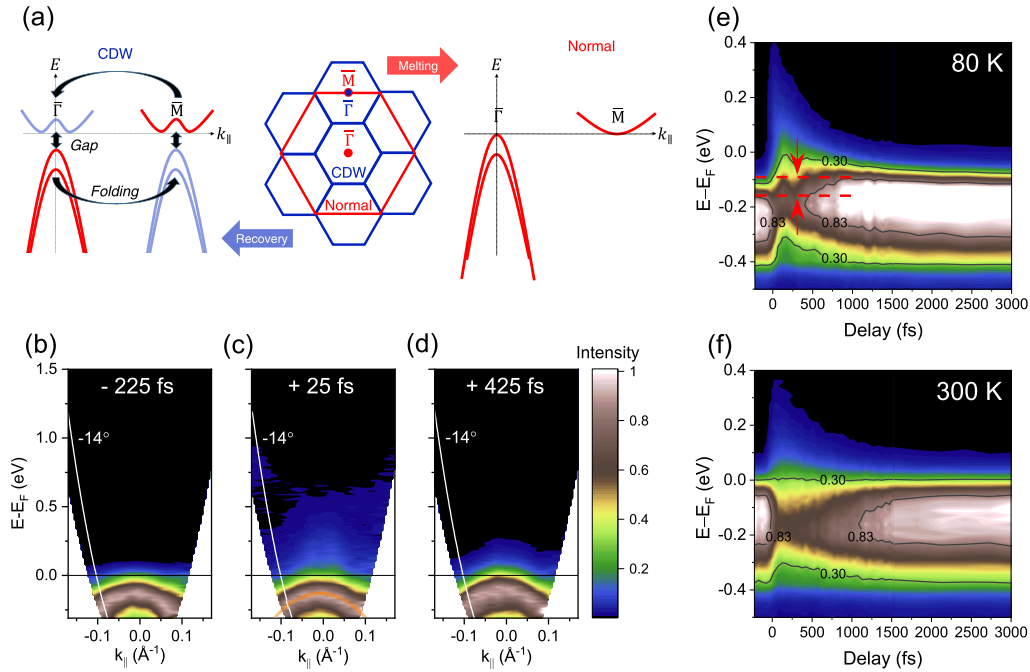 (a)
CDW
E
Γ̅
M̅
k∥
Gap
Folding
M̅
Γ̅
Γ̅
CDW
Normal
Melting
Recovery
Normal
E
Γ̅
M̅
k∥
(b)
(c)
(d)
- 225 fs
+ 25 fs
+ 425 fs
-14°
-14°
-14°
E-E_F (eV)
1.5
1.0
0.5
0.0
-0.1 0.0 0.1
-0.1 0.0 0.1
-0.1 0.0 0.1
k∥ (Å⁻¹)
k∥ (Å⁻¹)
k∥ (Å⁻¹)
Intensity
1
0.8
0.6
0.4
0.2
(e)
80 K
E−E_F (eV)
0.4
0.2
0.0
-0.2
-0.4
0.30
0.83
0.83
0.30
0 500 1000 1500 2000 2500 3000
Delay (fs)
(f)
300 K
E−E_F (eV)
0.4
0.2
0.0
-0.2
-0.4
0.30
0.83
0.83
0.30
0 500 1000 1500 2000 2500 3000
Delay (fs)